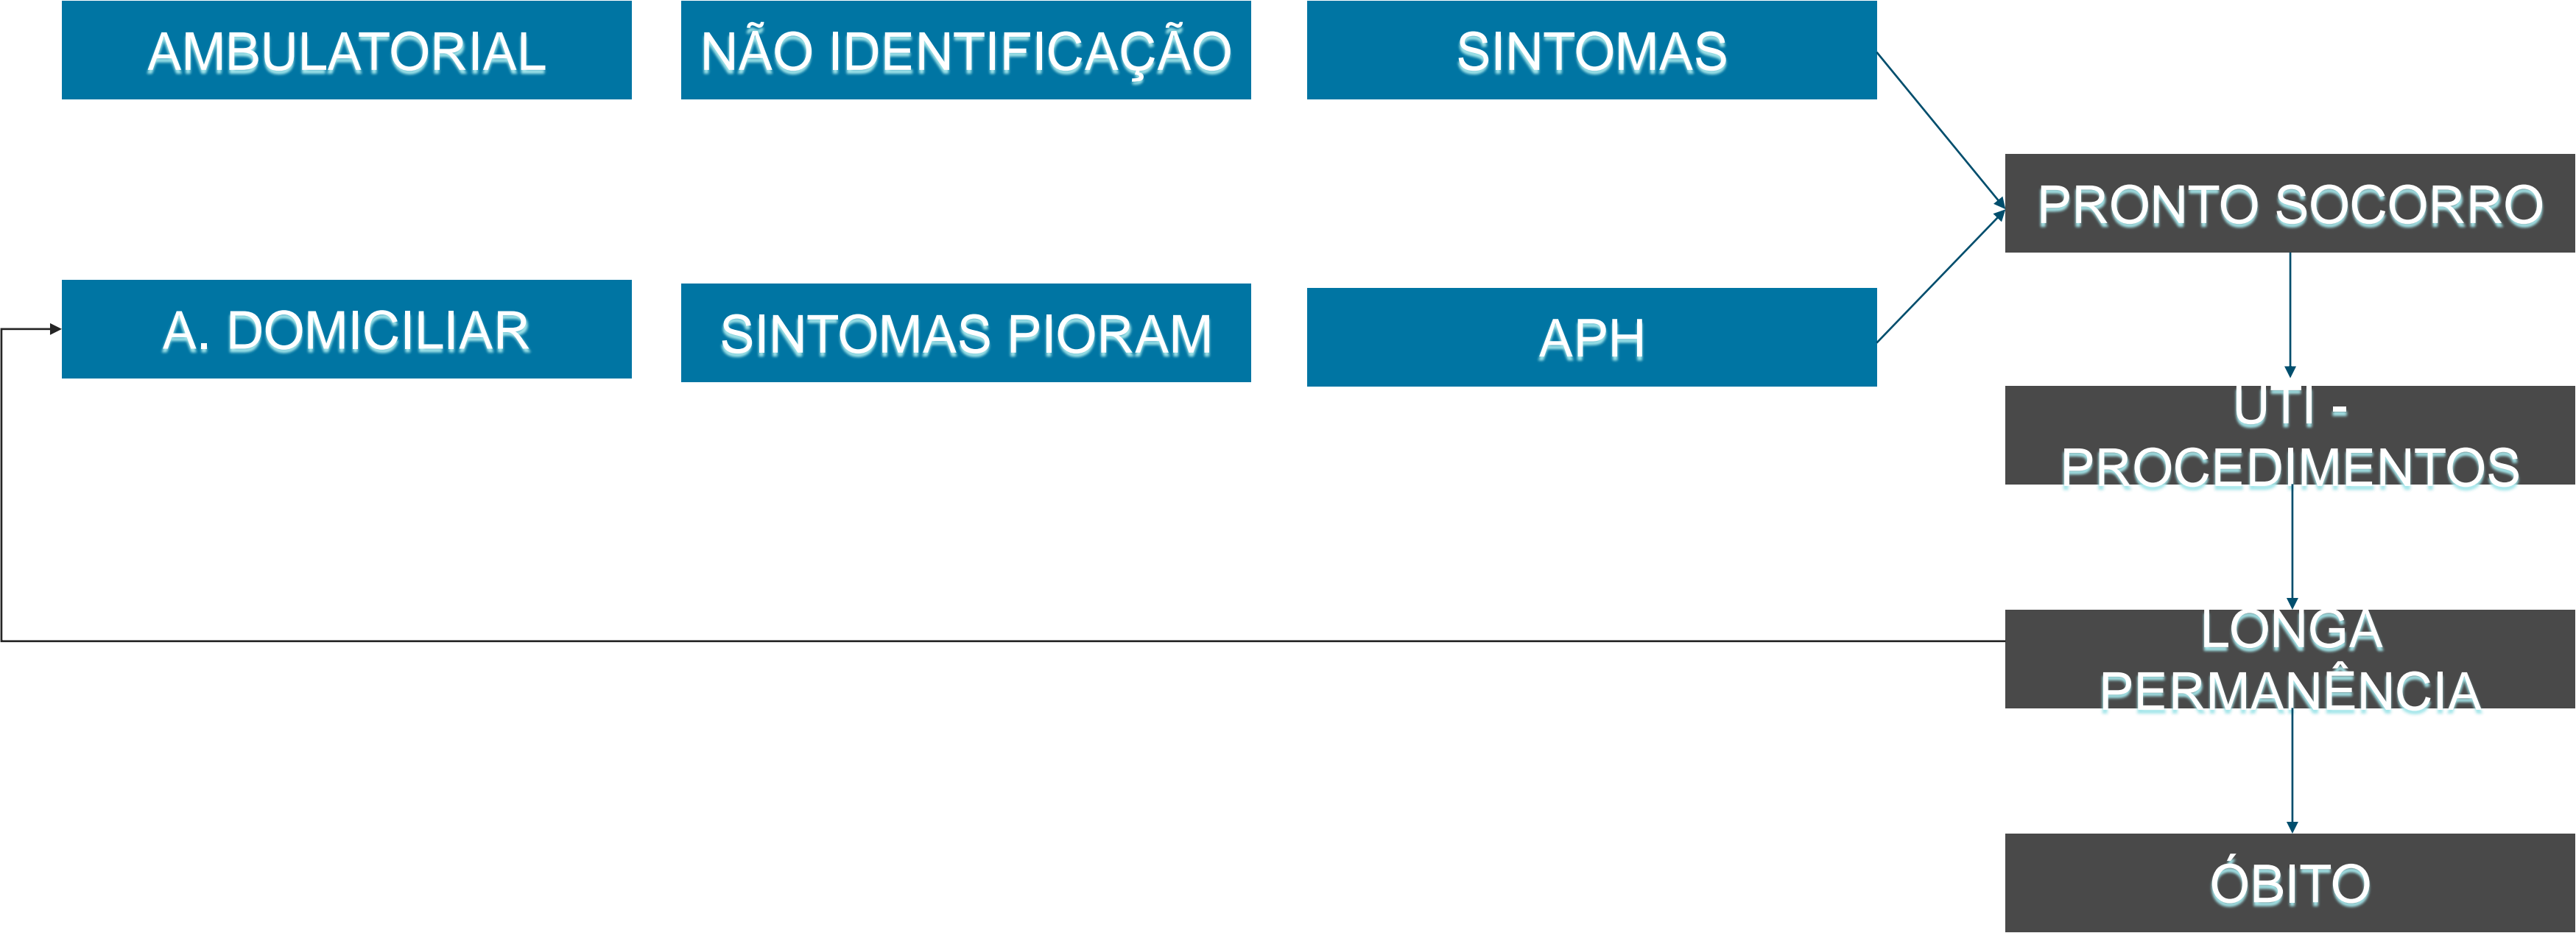 AMBULATORIAL
NÃO IDENTIFICAÇÃO
SINTOMAS
PRONTO SOCORRO
A. DOMICILIAR
SINTOMAS PIORAM
APH
UTI -
PROCEDIMENTOS
LONGA
PERMANÊNCIA
ÓBITO